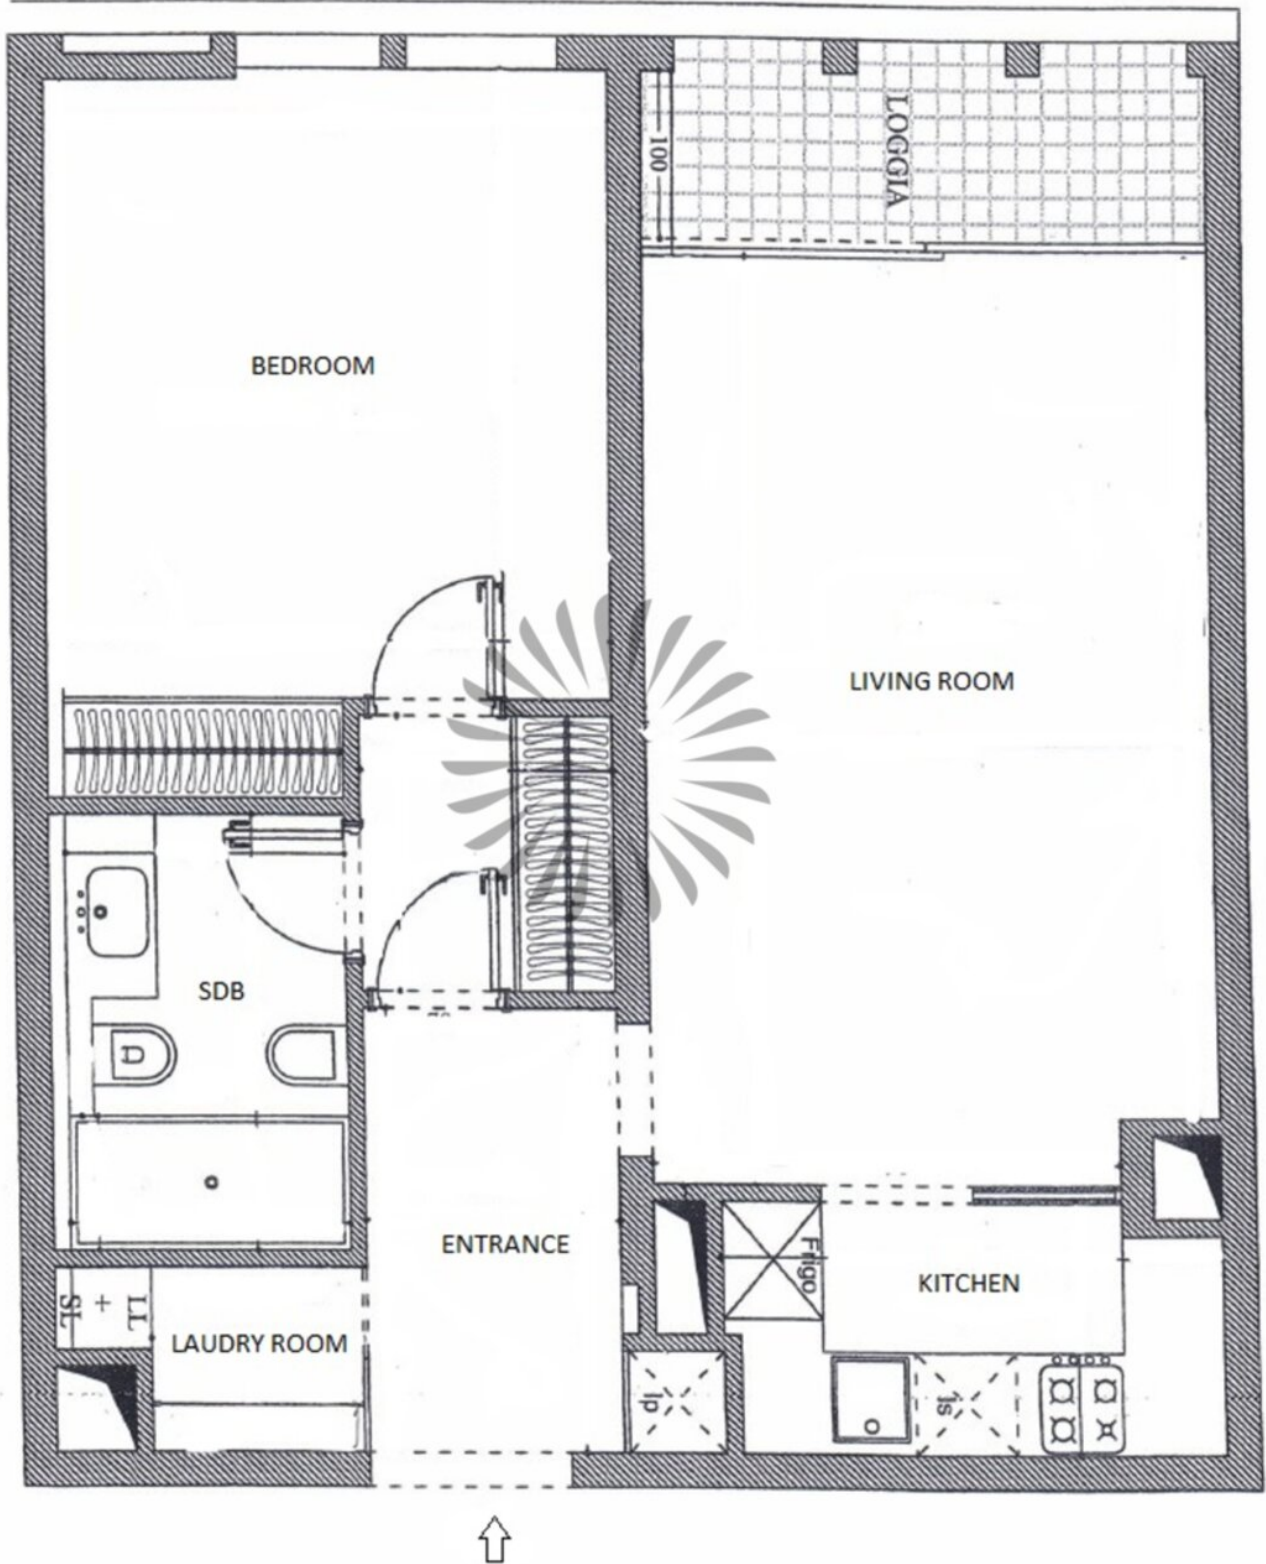 LOGGIA
100
BEDROOM
LIVING ROOM
SDB
ENTRANCE
Frigo
KITCHEN
SL
LL
LAUDRY ROOM
lp
ls